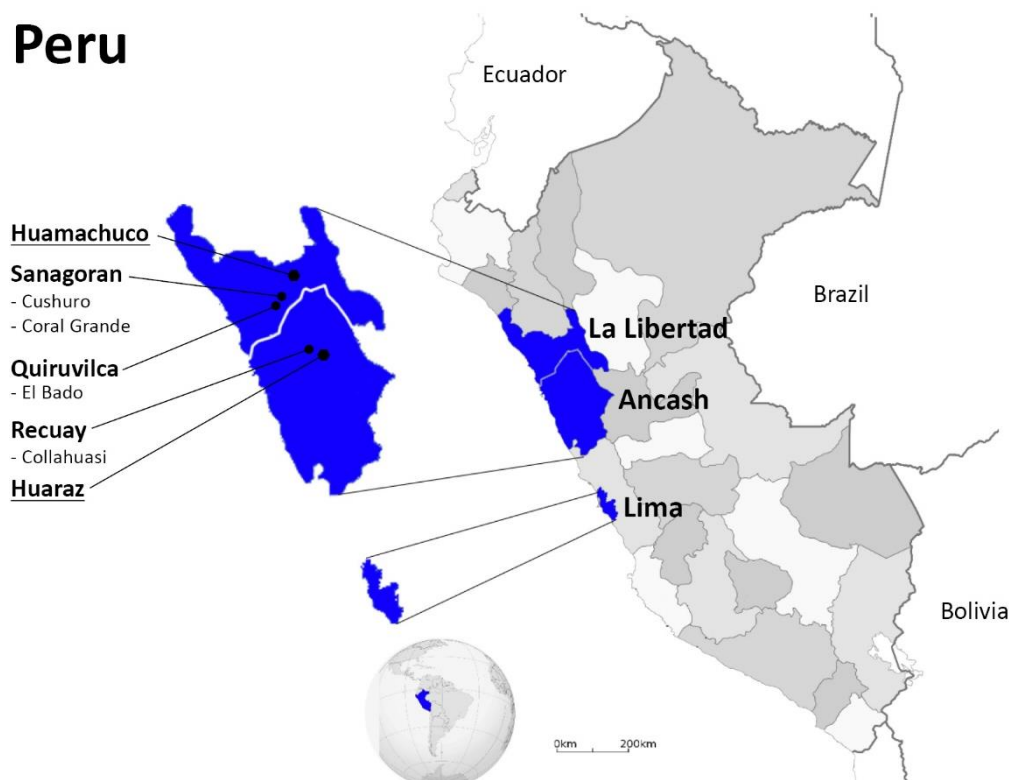 Peru
Ecuador
Huamachuco
Sanagoran
- Cushuro
- Coral Grande
Quiruvilca
- El Bado
Recuay
- Collahuasi
Huaraz
La Libertad
Ancash
Lima
Brazil
Bolivia
0km 200km